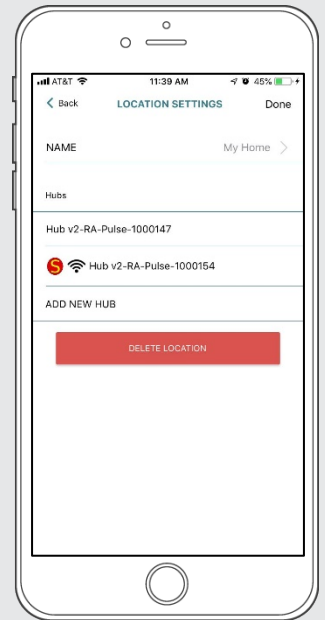 AT&T 11:39 AM 45%
Back LOCATION SETTINGS Done
NAME My Home
Hubs
Hub v2-RA-Pulse-1000147
S Hub v2-RA-Pulse-1000154
ADD NEW HUB
DELETE LOCATION